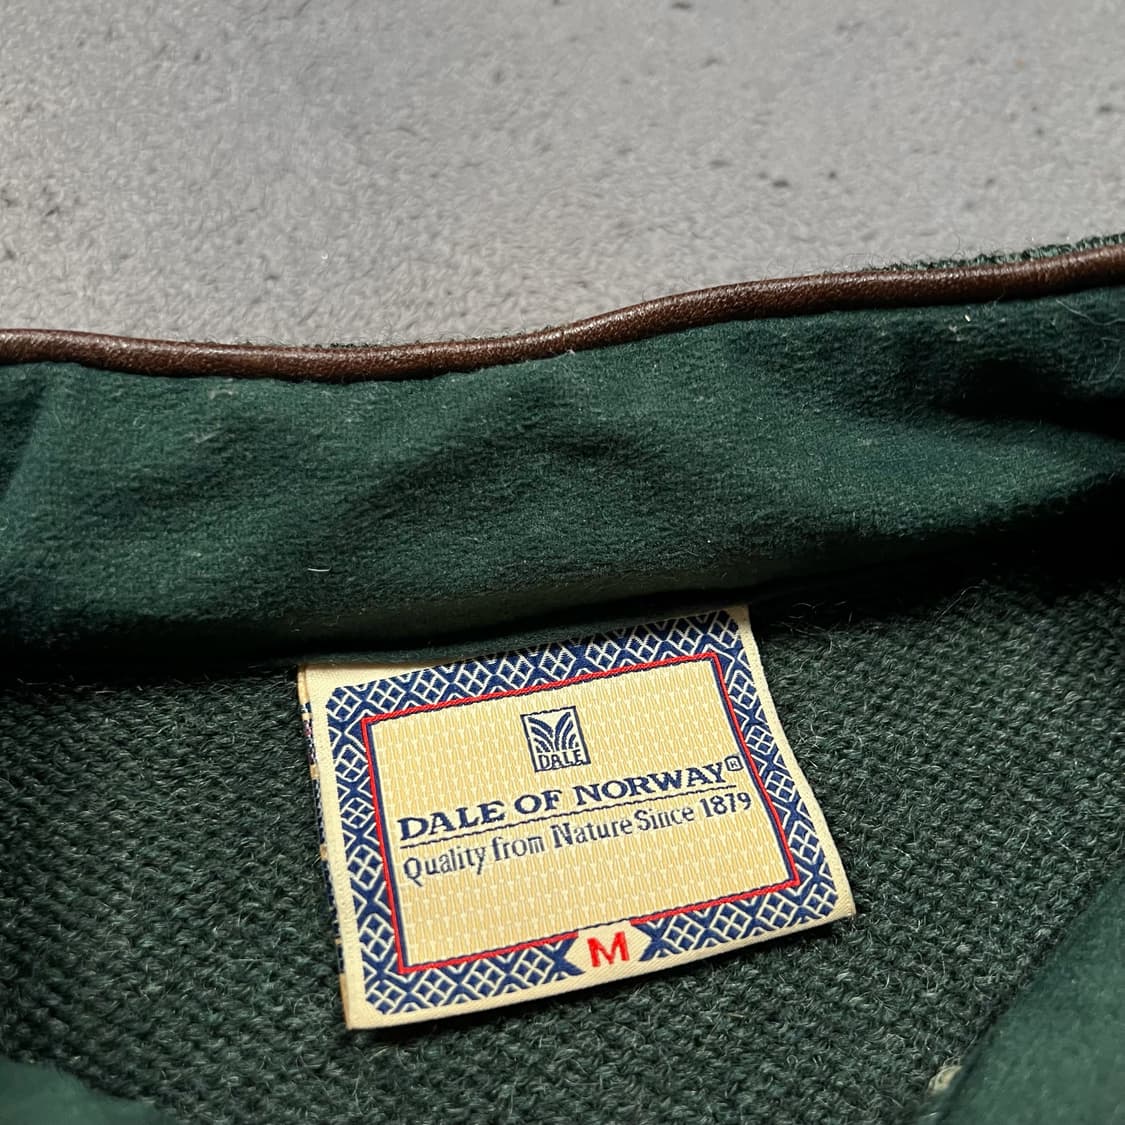 DALE
DALE OF NORWAY®
Quality from Nature Since 1879
M